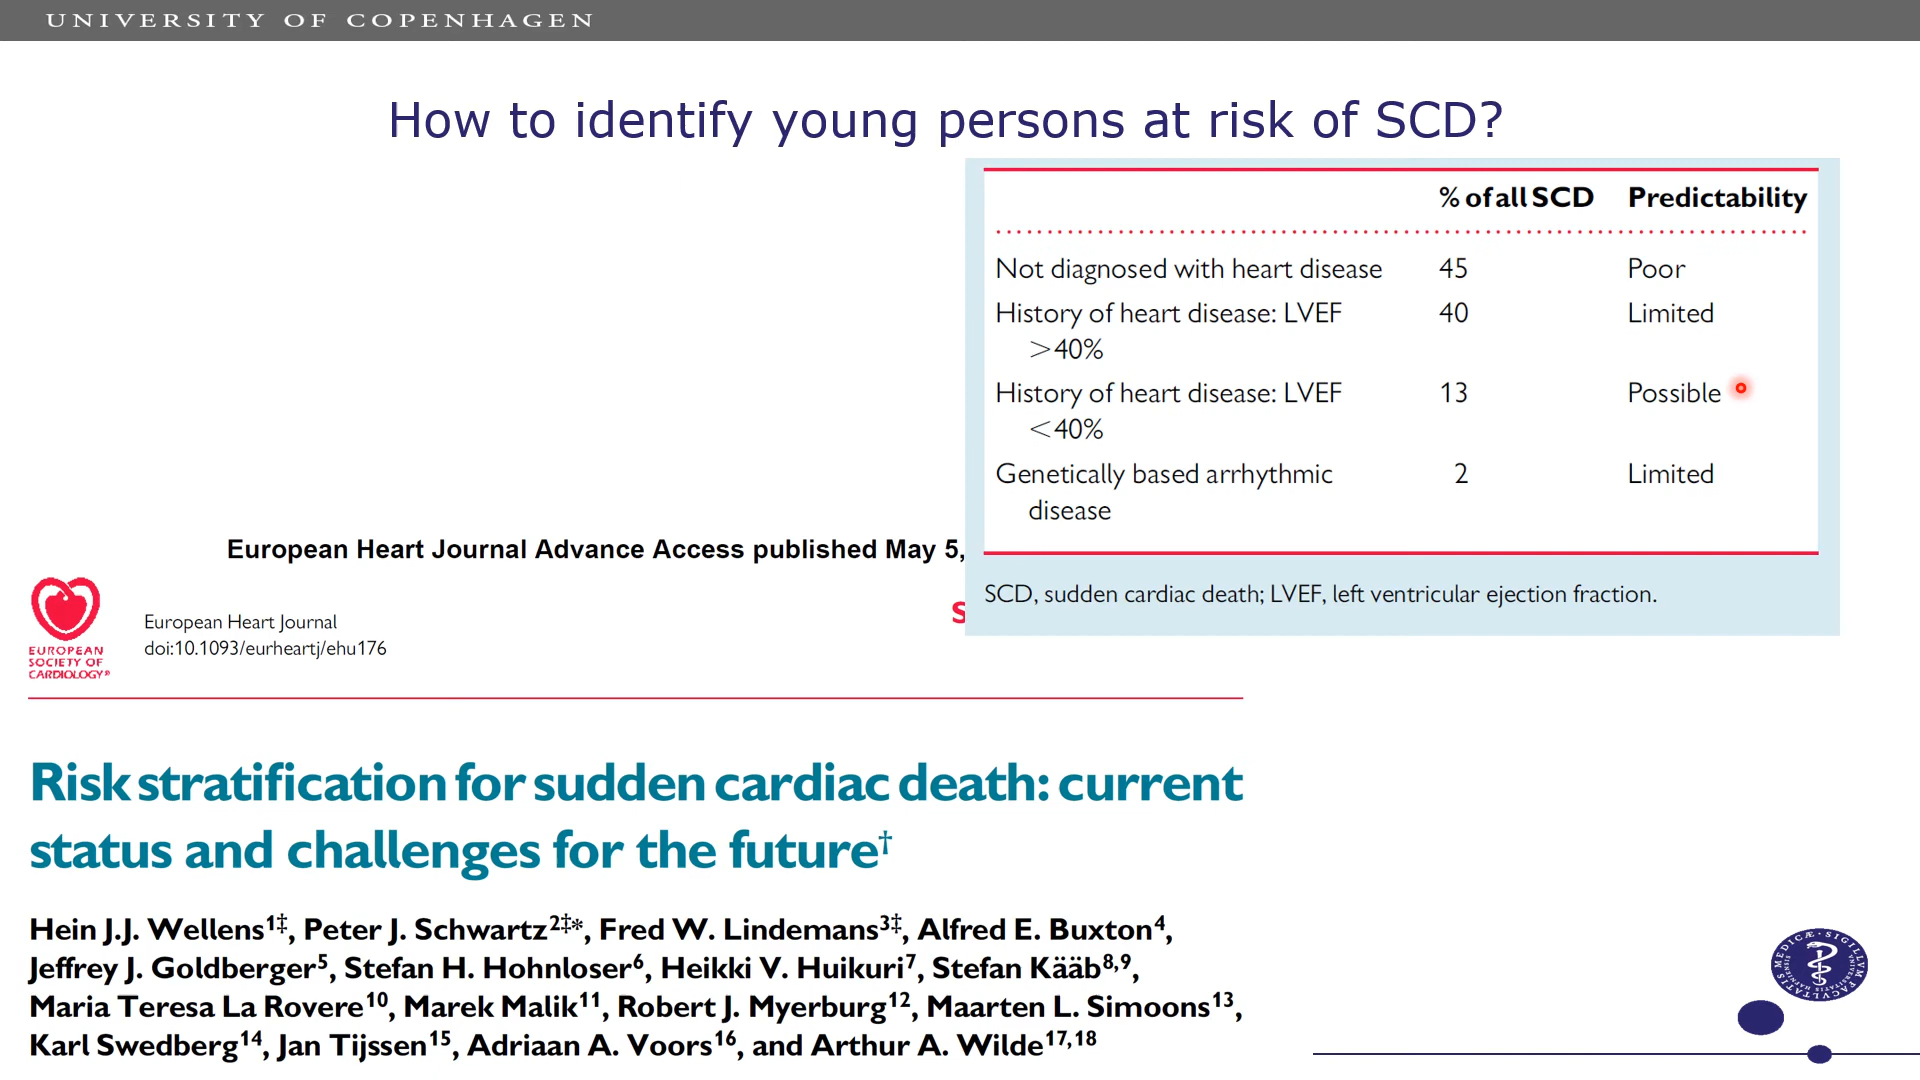 UNIVERSITY OF COPENHAGEN
How to identify young persons at risk of SCD?
% of all SCD Predictability
Not diagnosed with heart disease 45 Poor
History of heart disease: LVEF 40 Limited
>40%
History of heart disease: LVEF 13 Possible
<40%
Genetically based arrhythmic 2 Limited
disease
SCD, sudden cardiac death; LVEF, left ventricular ejection fraction.
European Heart Journal Advance Access published May 5,
S
European Heart Journal
doi:10.1093/eurheartj/ehu176
EUROPEAN
SOCIETY OF
CARDIOLOGY®
Risk stratification for sudden cardiac death: current
status and challenges for the future†
Hein J.J. Wellens1‡, Peter J. Schwartz2‡*, Fred W. Lindemans3‡, Alfred E. Buxton4,
Jeffrey J. Goldberger5, Stefan H. Hohnloser6, Heikki V. Huikuri7, Stefan Kääb8,9,
Maria Teresa La Rovere10, Marek Malik11, Robert J. Myerburg12, Maarten L. Simoons13,
Karl Swedberg14, Jan Tijssen15, Adriaan A. Voors16, and Arthur A. Wilde17,18